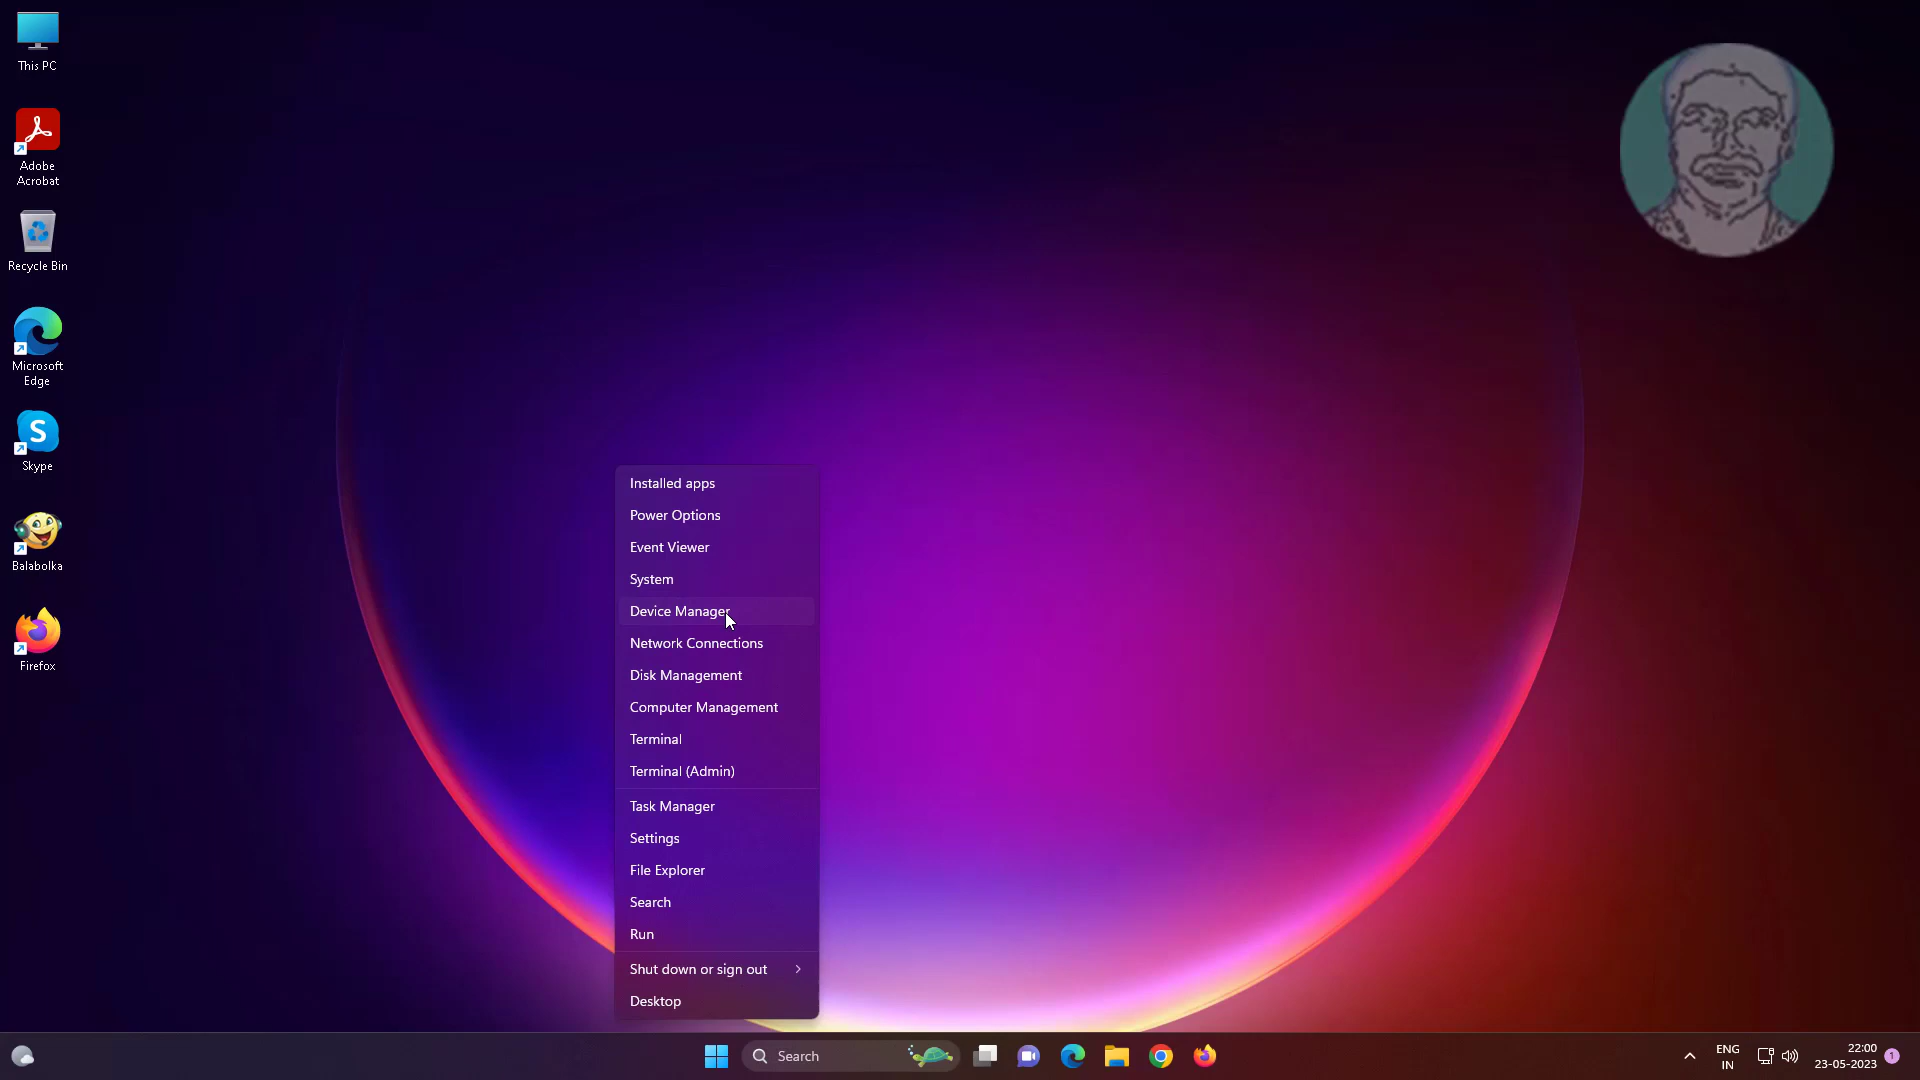 This PC
Adobe
Acrobat
Recycle Bin
Microsoft
Edge
S
Skype
Balabolka
Firefox
Installed apps
Power Options
Event Viewer
System
Device Manager
Network Connections
Disk Management
Computer Management
Terminal
Terminal (Admin)
Task Manager
Settings
File Explorer
Search
Run
Shut down or sign out
Desktop
Search
ENG
IN
22:00
23-05-2023
1